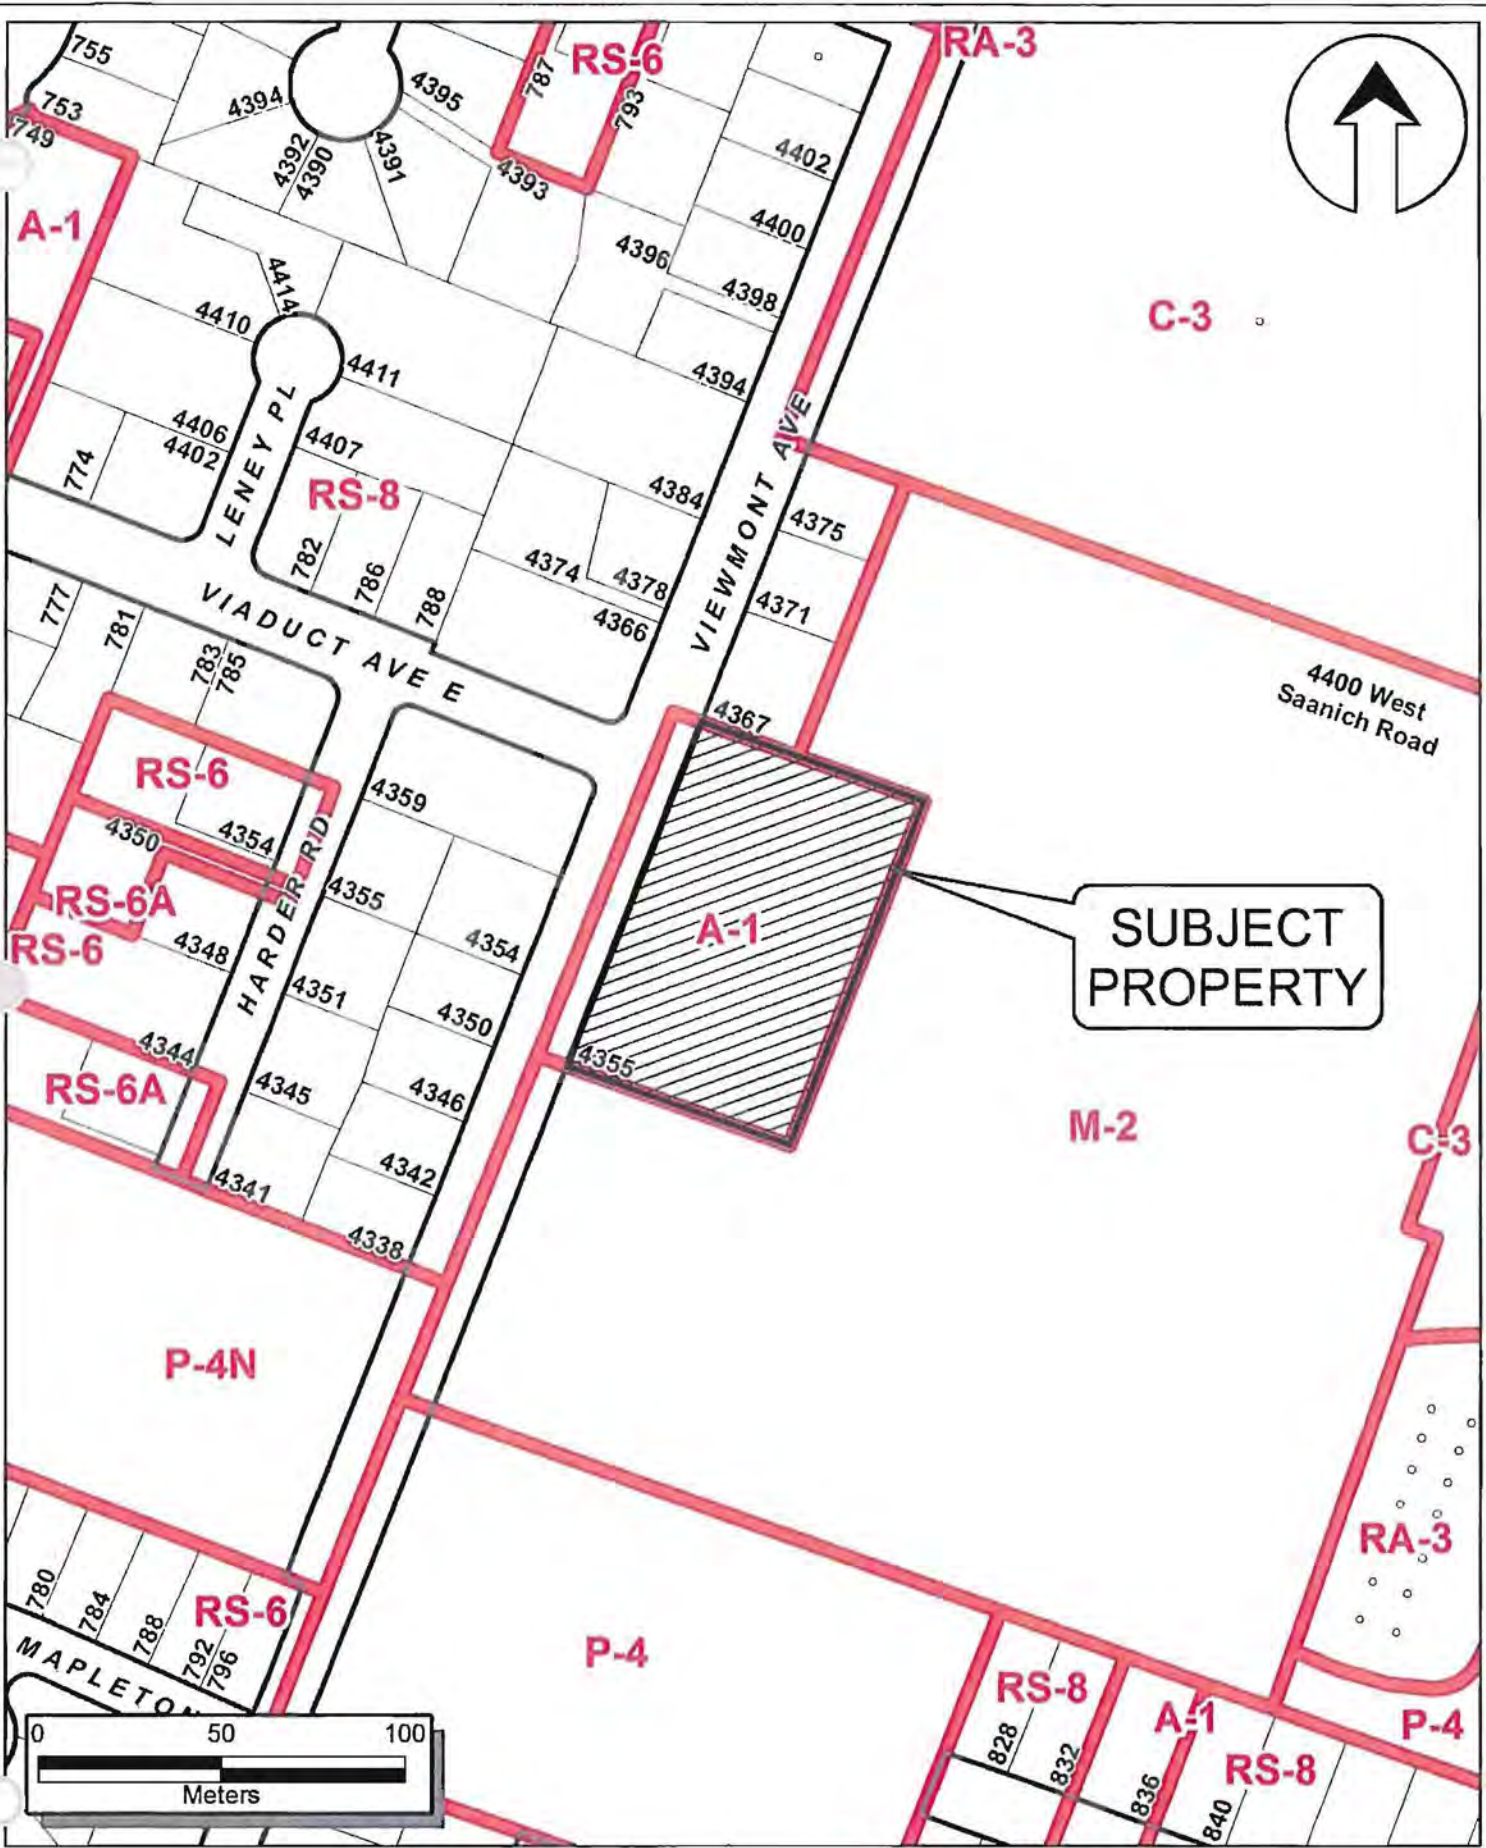 755
753
749
4394
4392
4390
4391
4395
4393
787
RS-6
793
RA-3
4402
4400
4396
4398
4394
A-1
C-3
4414
4410
4411
4406
4402
4407
LENEY PL
774
RS-8
782
786
788
4384
4374
4378
4366
VIEWMONT AVE
4375
4371
4367
VIADUCT AVE E
777
781
783
785
4400 West
Saanich Road
RS-6
4354
4350
RS-6A
RS-6
4348
HARDER RD
4344
RS-6A
4359
4355
4354
4351
4350
4345
4346
4342
4341
4338
A-1
4355
SUBJECT
PROPERTY
M-2
C-3
P-4N
780
784
788
792
796
RS-6
MAPLETON
P-4
RA-3
RS-8
828
832
A-1
836
840
RS-8
P-4
0 50 100
Meters